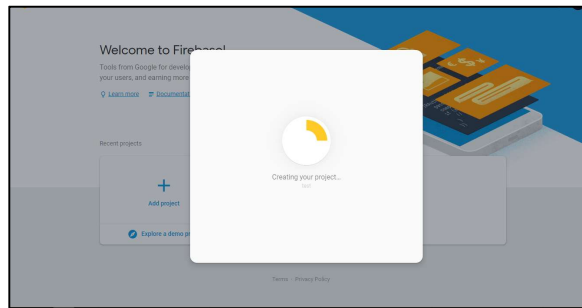 Welcome to Firebase!
Tools from Google for develo
your users, and earning more
Learn more Documentat
Recent projects
Creating your project...
Add project
Explore a demo pr
Terms · Privacy Policy